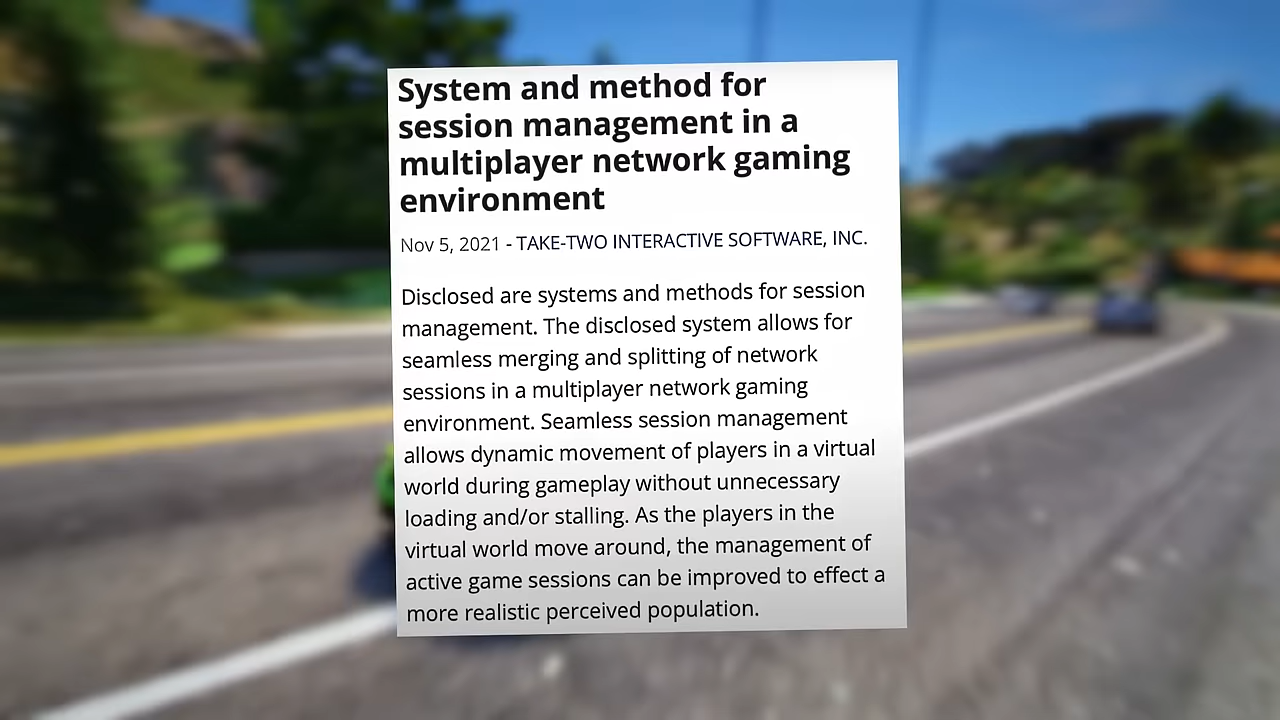 System and method for
session management in a
multiplayer network gaming
environment
Nov 5, 2021 - TAKE-TWO INTERACTIVE SOFTWARE, INC.
Disclosed are systems and methods for session
management. The disclosed system allows for
seamless merging and splitting of network
sessions in a multiplayer network gaming
environment. Seamless session management
allows dynamic movement of players in a virtual
world during gameplay without unnecessary
loading and/or stalling. As the players in the
virtual world move around, the management of
active game sessions can be improved to effect a
more realistic perceived population.